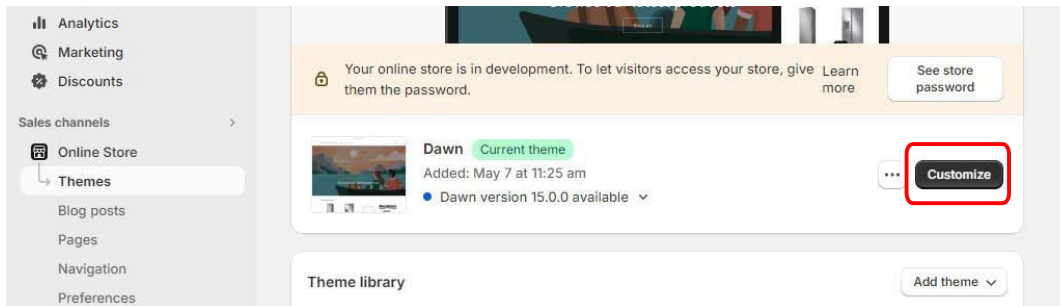 Analytics
Marketing
Discounts
Sales channels
Online Store
Themes
Blog posts
Pages
Navigation
Preferences
Your online store is in development. To let visitors access your store, give
them the password.
Learn
more
See store
password
Dawn Current theme
Added: May 7 at 11:25 am
Dawn version 15.0.0 available
Customize
Theme library
Add theme